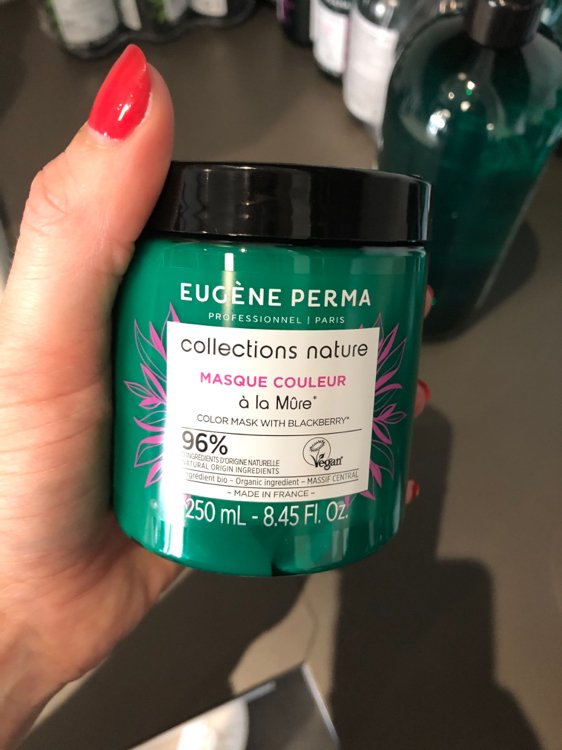 EUGÈNE PERMA
PROFESSIONNEL | PARIS
collections nature
MASQUE COULEUR
à la Mûre*
COLOR MASK WITH BLACKBERRY*
96%
INGRÉDIENTS D'ORIGINE NATURELLE
NATURAL ORIGIN INGREDIENTS
Vegan*
Ingrédient bio – Organic ingredient – MASSIF CENTRAL
– MADE IN FRANCE –
250 mL - 8.45 Fl. Oz.